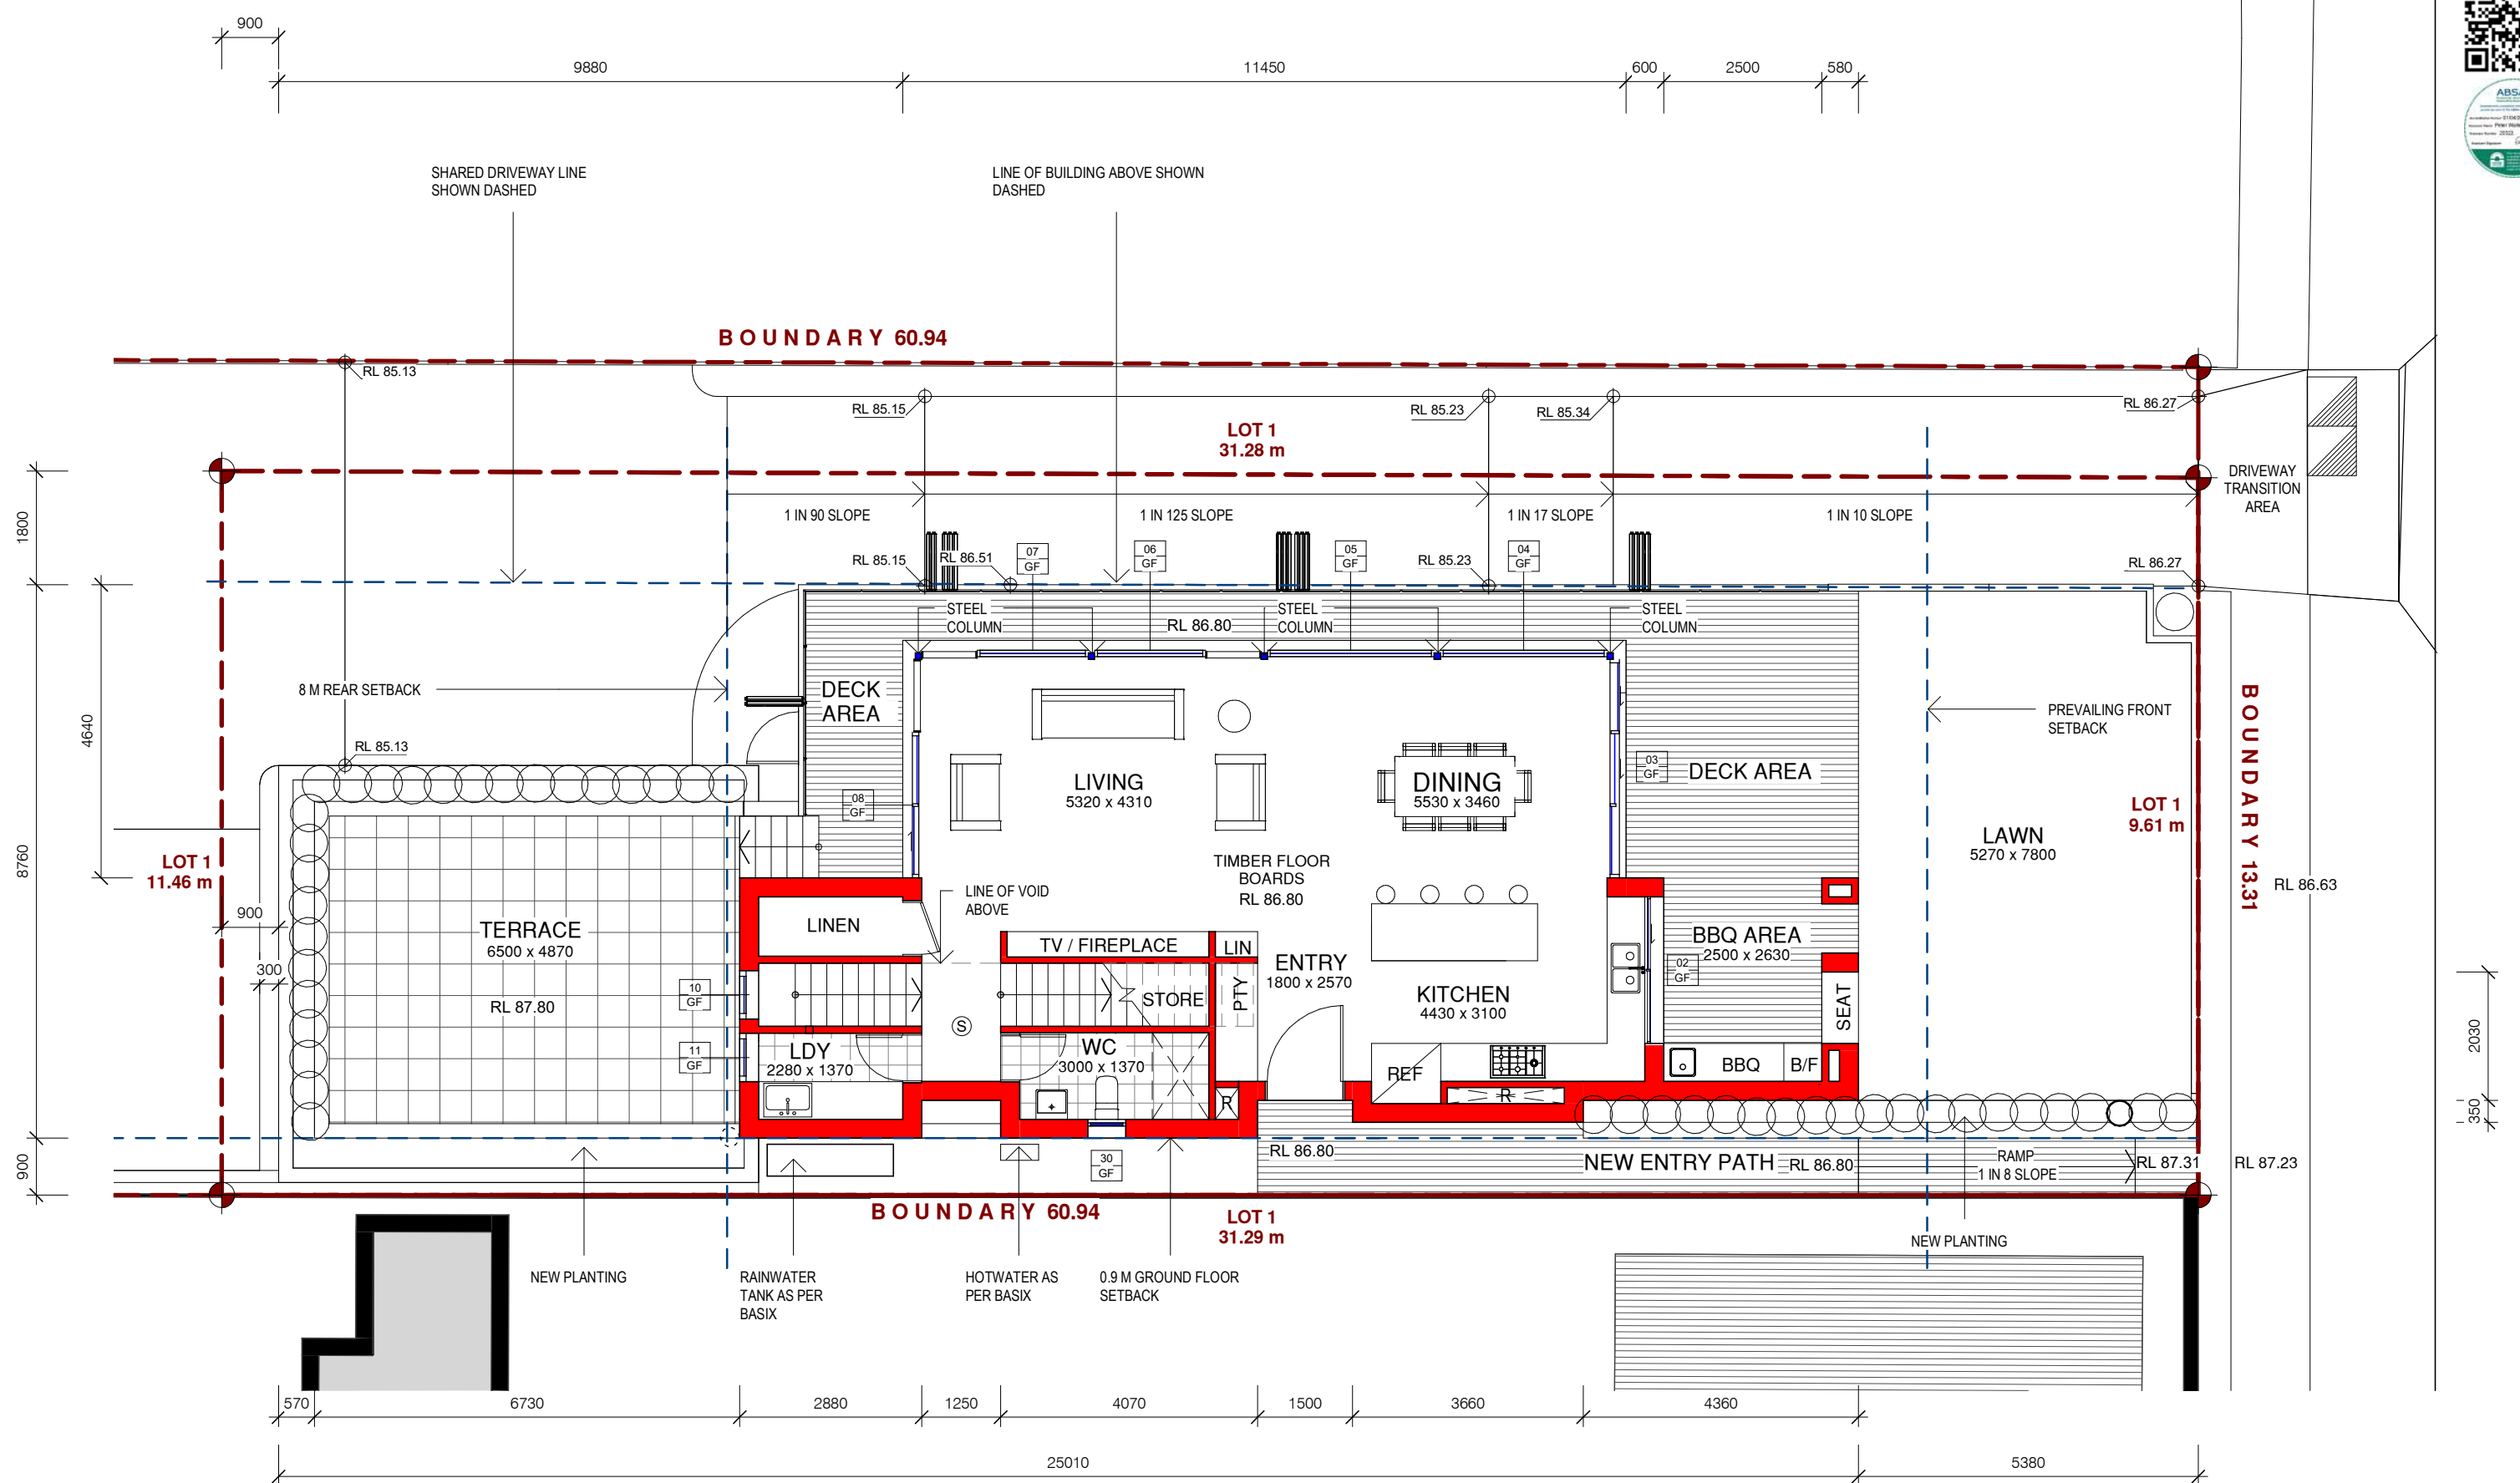 900
9880
11450
600
2500
580
ABSA
SHARED DRIVEWAY LINE
SHOWN DASHED
LINE OF BUILDING ABOVE SHOWN
DASHED
BOUNDARY 60.94
RL 85.13
RL 85.15
RL 85.23
RL 85.34
RL 86.27
LOT 1
31.28 m
DRIVEWAY
TRANSITION
AREA
1 IN 90 SLOPE
1 IN 125 SLOPE
1 IN 17 SLOPE
1 IN 10 SLOPE
1800
RL 85.15
RL 86.51
07
GF
06
GF
05
GF
RL 85.23
04
GF
RL 86.27
STEEL
COLUMN
RL 86.80
STEEL
COLUMN
STEEL
COLUMN
8 M REAR SETBACK
DECK
AREA
PREVAILING FRONT
SETBACK
4640
RL 85.13
LIVING
5320 x 4310
DINING
5530 x 3460
03
GF
DECK AREA
08
GF
LOT 1
9.61 m
BOUNDARY 13.31
LAWN
5270 x 7800
8760
LOT 1
11.46 m
TIMBER FLOOR
BOARDS
RL 86.80
RL 86.63
LINE OF VOID
ABOVE
900
TERRACE
6500 x 4870
LINEN
TV / FIREPLACE
LIN
BBQ AREA
2500 x 2630
ENTRY
1800 x 2570
02
GF
300
RL 87.80
10
GF
STORE
PTY
KITCHEN
4430 x 3100
SEAT
S
11
GF
LDY
2280 x 1370
WC
3000 x 1370
REF
BBQ
B/F
2030
R
R
350
900
RL 86.80
NEW ENTRY PATH
RL 86.80
RAMP
1 IN 8 SLOPE
RL 87.31
RL 87.23
30
GF
BOUNDARY 60.94
LOT 1
31.29 m
NEW PLANTING
RAINWATER
TANK AS PER
BASIX
HOTWATER AS
PER BASIX
0.9 M GROUND FLOOR
SETBACK
NEW PLANTING
570
6730
2880
1250
4070
1500
3660
4360
25010
5380